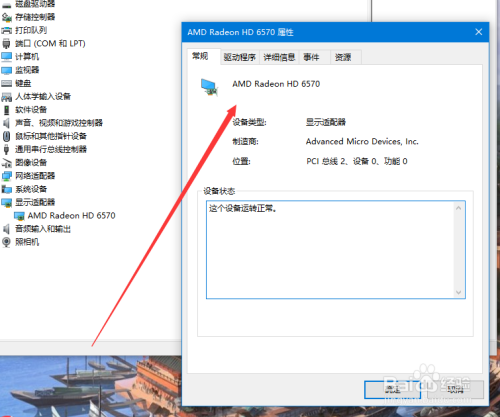 磁盘驱动器
存储控制器
打印队列
端口 (COM 和 LPT)
计算机
监视器
键盘
人体学输入设备
软件设备
声音、视频和游戏控制器
鼠标和其他指针设备
通用串行总线控制器
图像设备
网络适配器
系统设备
显示适配器
AMD Radeon HD 6570
音频输入和输出
照相机
AMD Radeon HD 6570 属性
常规 驱动程序 详细信息 事件 资源
AMD Radeon HD 6570
设备类型: 显示适配器
制造商: Advanced Micro Devices, Inc.
位置: PCI 总线 2、设备 0、功能 0
设备状态
这个设备运转正常。
确定 取消
Baidu 经验